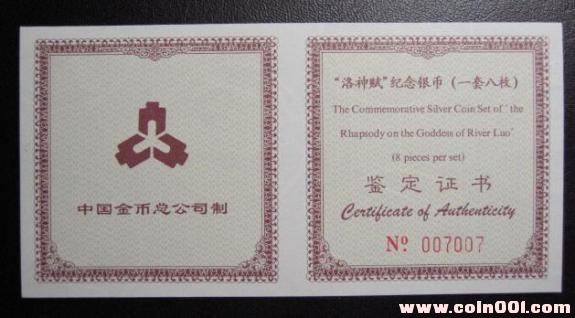 中国金币总公司制
“洛神赋”纪念银币（一套八枚）
The Commemorative Silver Coin Set of ‘the
Rhapsody on the Goddess of River Luo’
(8 pieces per set)
鉴定证书
Certificate of Authenticity
Nº 007007
www.coin001.com